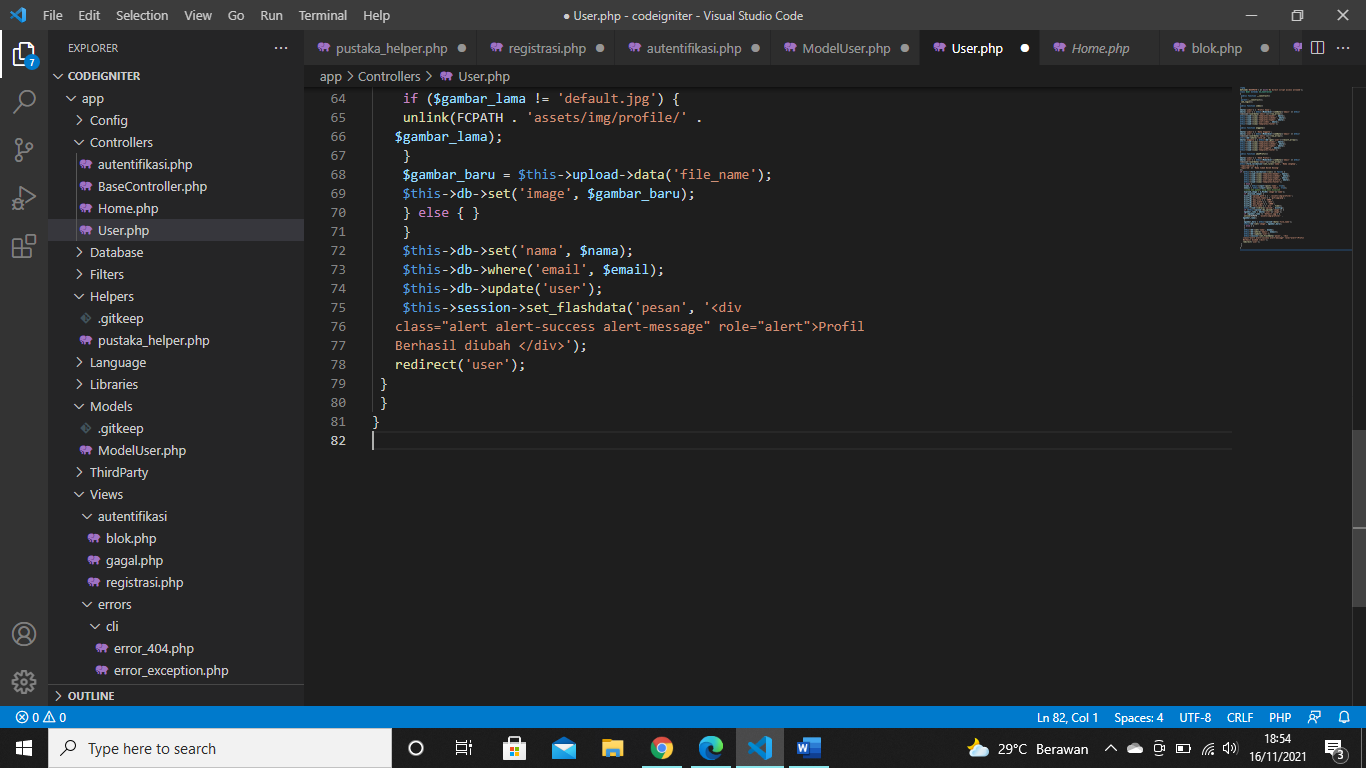 File Edit Selection View Go Run Terminal Help
● User.php - codeigniter - Visual Studio Code
EXPLORER
7
CODEIGNITER
app
Config
Controllers
autentifikasi.php
BaseController.php
Home.php
User.php
Database
Filters
Helpers
.gitkeep
pustaka_helper.php
Language
Libraries
Models
.gitkeep
ModelUser.php
ThirdParty
Views
autentifikasi
blok.php
gagal.php
registrasi.php
errors
cli
error_404.php
error_exception.php
OUTLINE
pustaka_helper.php ● registrasi.php ● autentifikasi.php ● ModelUser.php ● User.php ● Home.php blok.php ●
app > Controllers > User.php
64 if ($gambar_lama != 'default.jpg') {
65 unlink(FCPATH . 'assets/img/profile/' .
66 $gambar_lama);
67 }
68 $gambar_baru = $this->upload->data('file_name');
69 $this->db->set('image', $gambar_baru);
70 } else { }
71 }
72 $this->db->set('nama', $nama);
73 $this->db->where('email', $email);
74 $this->db->update('user');
75 $this->session->set_flashdata('pesan', '<div
76 class="alert alert-success alert-message" role="alert">Profil
77 Berhasil diubah </div>');
78 redirect('user');
79 }
80 }
81 }
82
0 0
Ln 82, Col 1 Spaces: 4 UTF-8 CRLF PHP
Type here to search
29°C Berawan
18:54
16/11/2021
3